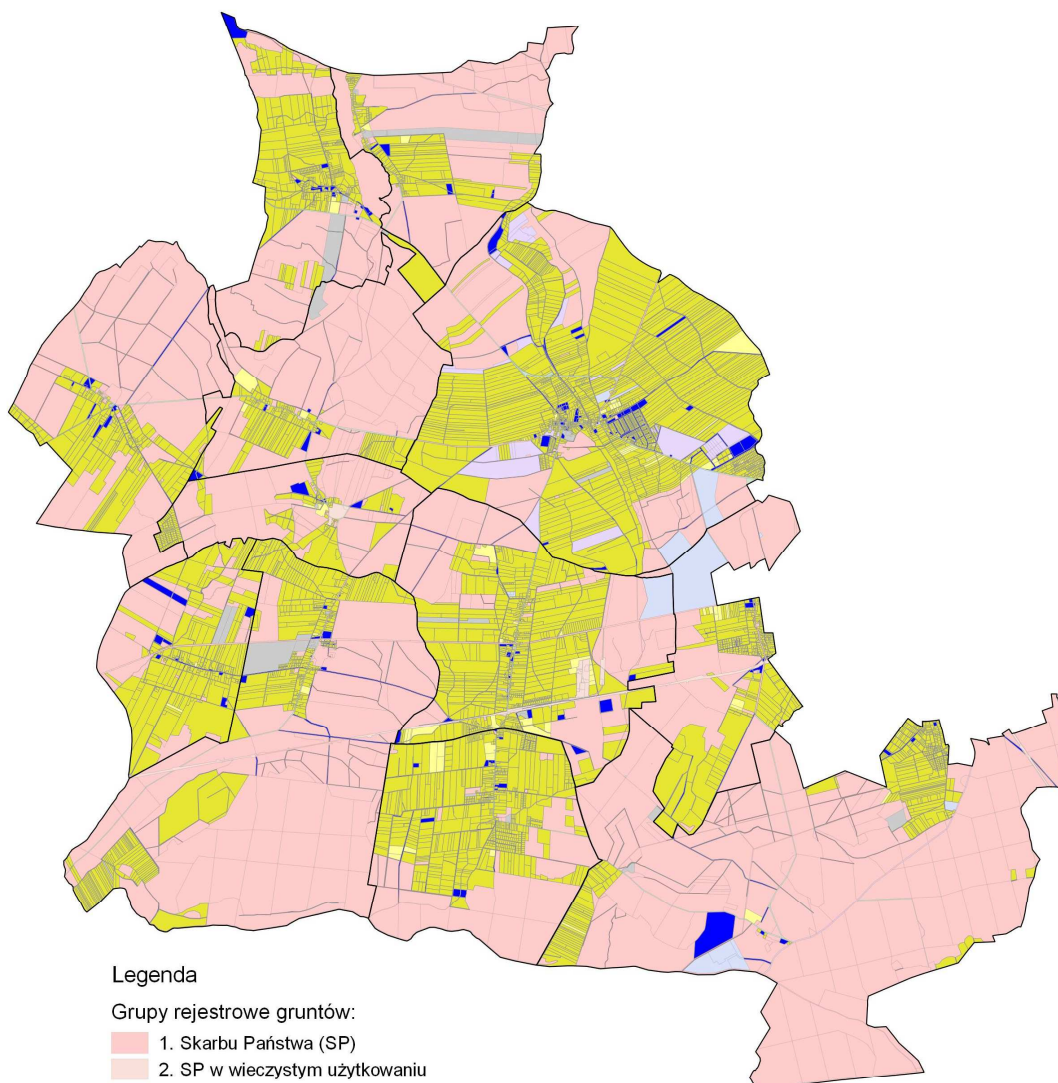 Legenda
Grupy rejestrowe gruntów:
1. Skarbu Państwa (SP)
2. SP w wieczystym użytkowaniu